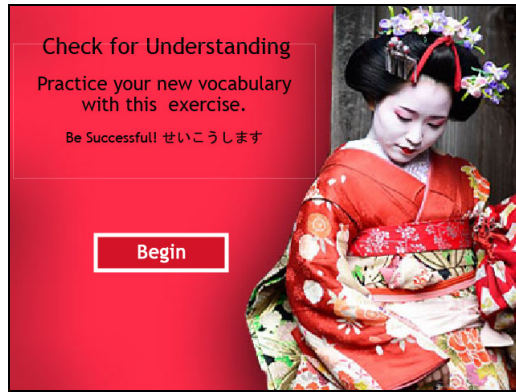 Check for Understanding
Practice your new vocabulary
with this exercise.
Be Successful! せいこうします
Begin